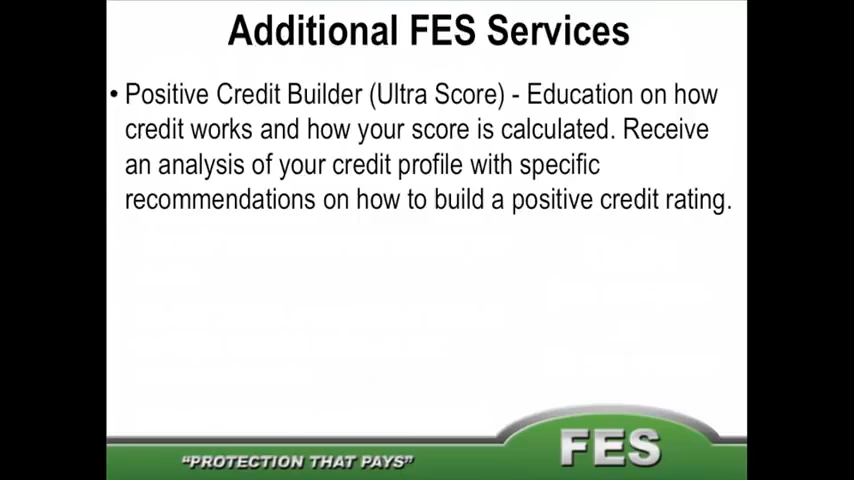 Additional FES Services
• Positive Credit Builder (Ultra Score) - Education on how
credit works and how your score is calculated. Receive
an analysis of your credit profile with specific
recommendations on how to build a positive credit rating.
"PROTECTION THAT PAYS"
FES